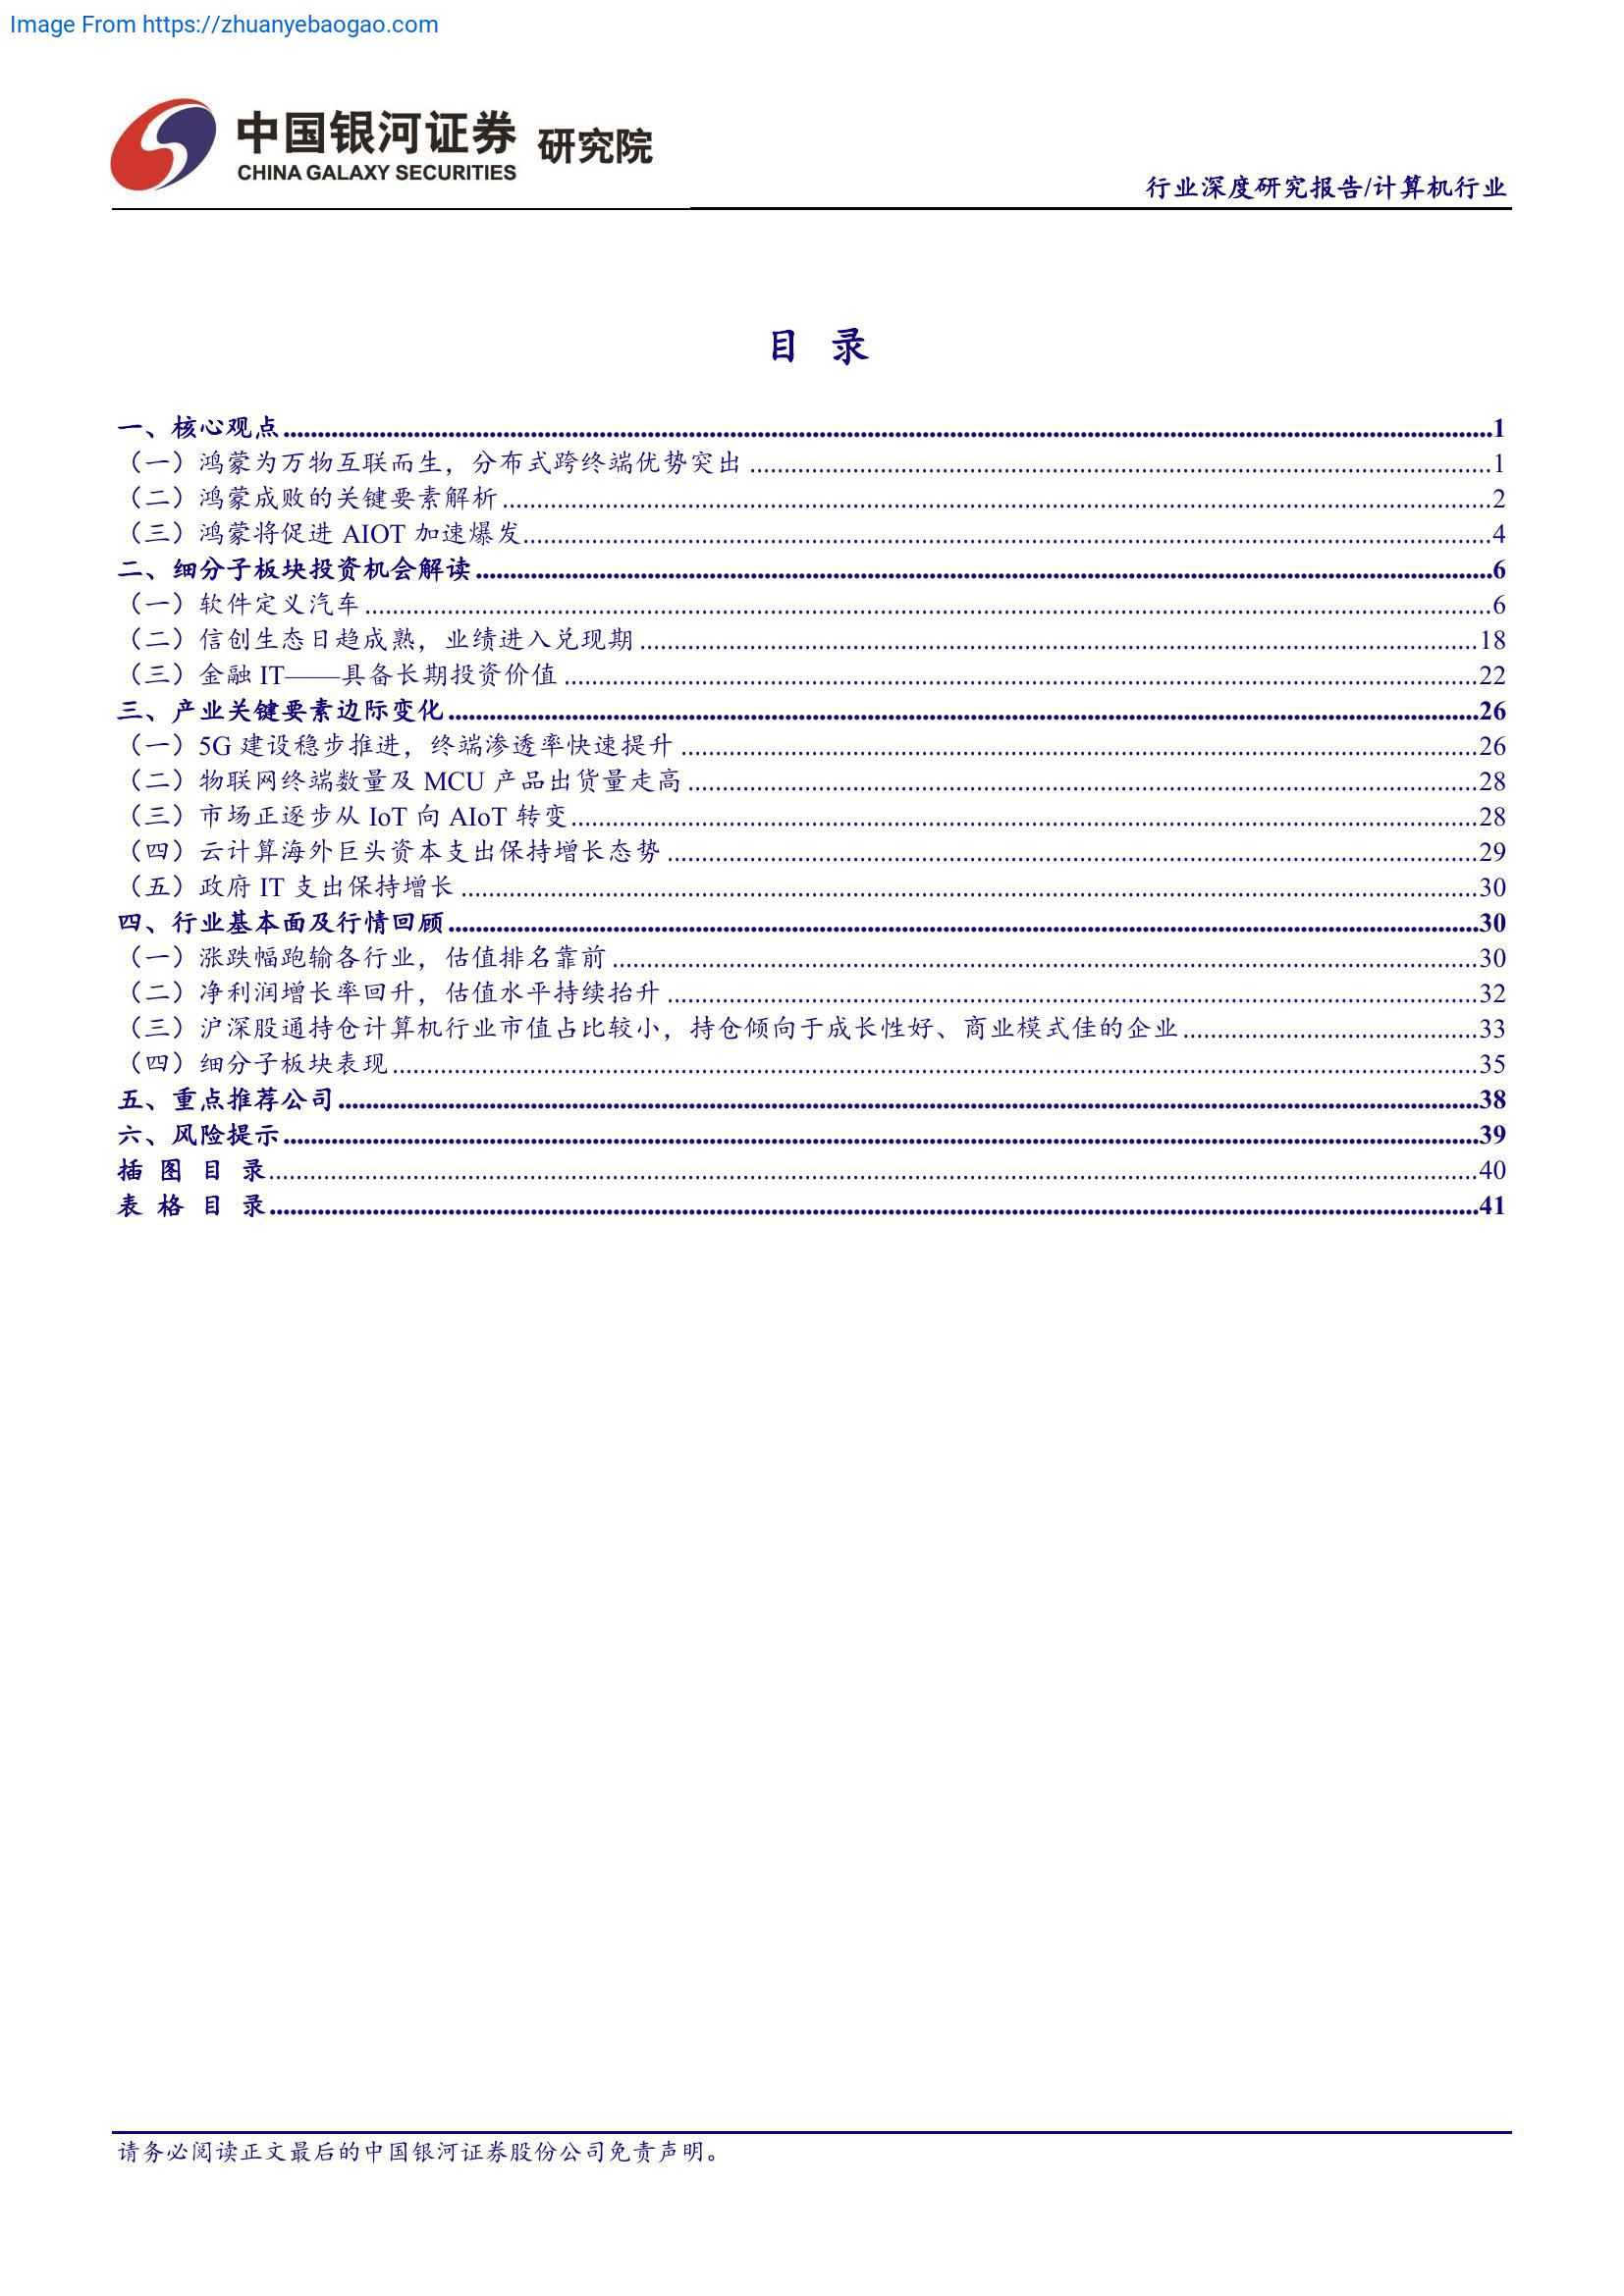 Image From https://zhuanyebaogao.com
中国银河证券 研究院
CHINA GALAXY SECURITIES
行业深度研究报告/计算机行业
目 录
一、核心观点........1
（一）鸿蒙为万物互联而生，分布式跨终端优势突出........1
（二）鸿蒙成败的关键要素解析........2
（三）鸿蒙将促进 AIOT 加速爆发........4
二、细分子板块投资机会解读........6
（一）软件定义汽车........6
（二）信创生态日趋成熟，业绩进入兑现期........18
（三）金融 IT——具备长期投资价值........22
三、产业关键要素边际变化........26
（一）5G 建设稳步推进，终端渗透率快速提升........26
（二）物联网终端数量及 MCU 产品出货量走高........28
（三）市场正逐步从 IoT 向 AIoT 转变........28
（四）云计算海外巨头资本支出保持增长态势........29
（五）政府 IT 支出保持增长........30
四、行业基本面及行情回顾........30
（一）涨跌幅跑输各行业，估值排名靠前........30
（二）净利润增长率回升，估值水平持续抬升........32
（三）沪深股通持仓计算机行业市值占比较小，持仓倾向于成长性好、商业模式佳的企业........33
（四）细分子板块表现........35
五、重点推荐公司........38
六、风险提示........39
插 图 目 录........40
表 格 目 录........41
请务必阅读正文最后的中国银河证券股份公司免责声明。